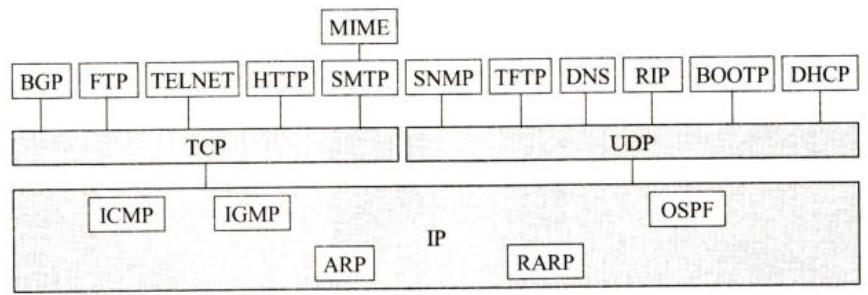 MIME
BGP FTP TELNET HTTP SMTP SNMP TFTP DNS RIP BOOTP DHCP
TCP UDP
ICMP IGMP OSPF
IP
ARP RARP